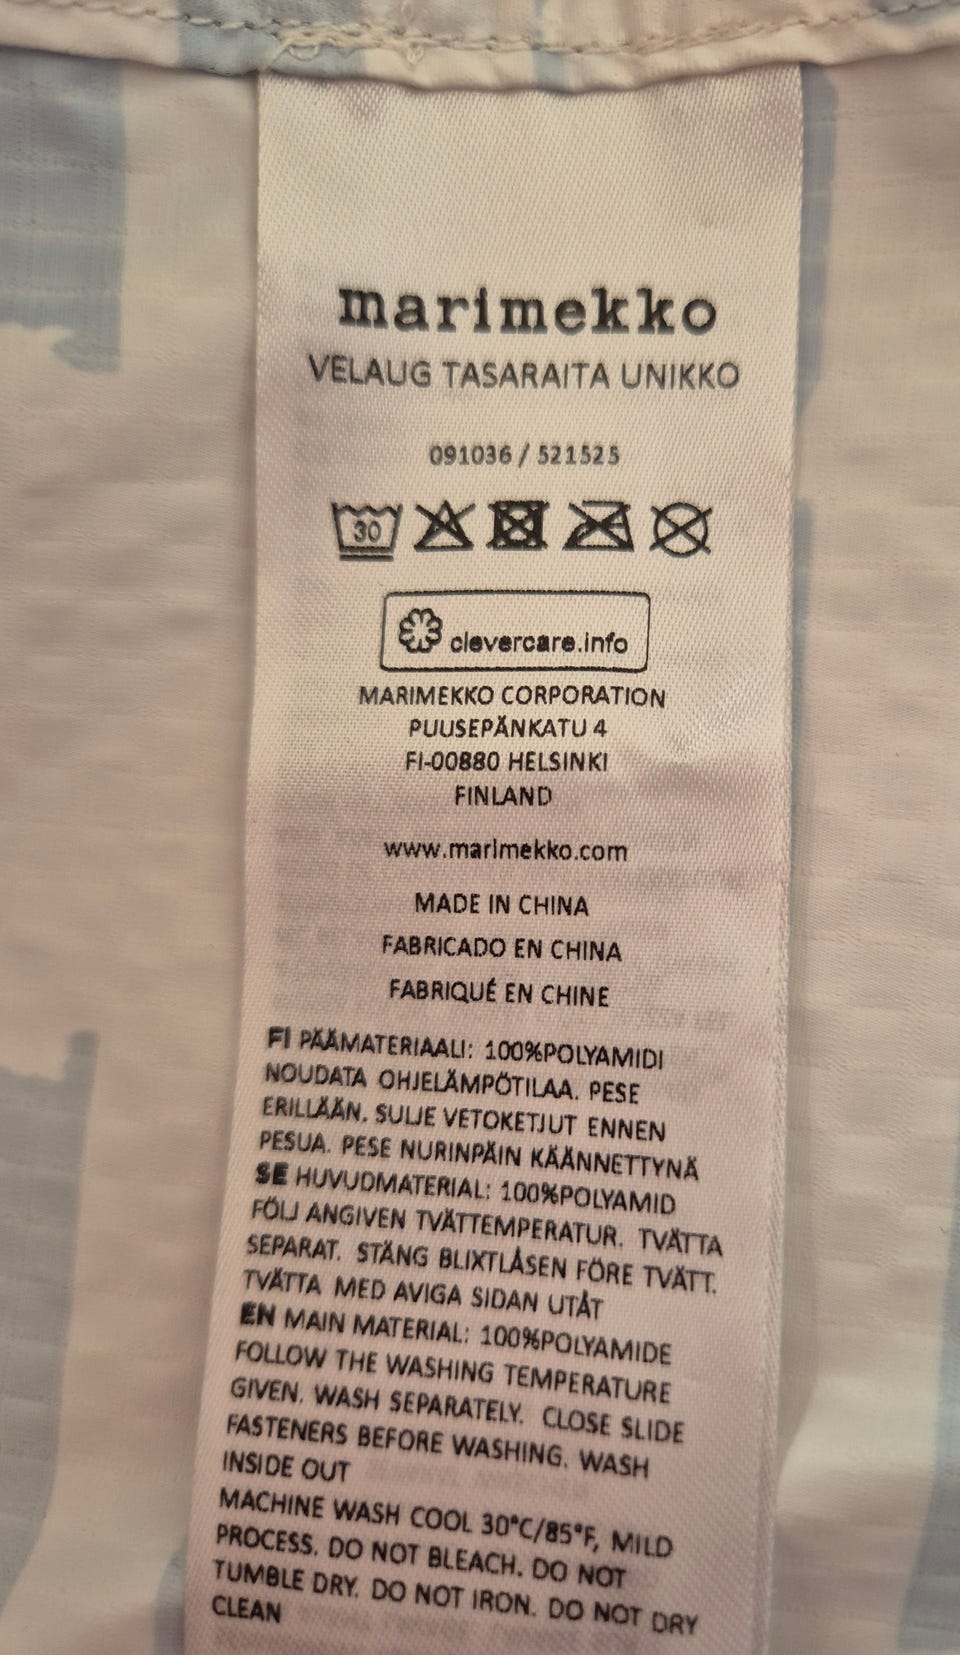 marimekko
VELAUG TASARAITA UNIKKO
091036 / 521525
30
clevercare.info
MARIMEKKO CORPORATION
PUUSEPÄNKATU 4
FI-00880 HELSINKI
FINLAND
www.marimekko.com
MADE IN CHINA
FABRICADO EN CHINA
FABRIQUÉ EN CHINE
FI PÄÄMATERIAALI: 100%POLYAMIDI
NOUDATA OHJELÄMPÖTILAA. PESE
ERILLÄÄN. SULJE VETOKETJUT ENNEN
PESUA. PESE NURINPÄIN KÄÄNNETTYNÄ
SE HUVUDMATERIAL: 100%POLYAMID
FÖLJ ANGIVEN TVÄTTEMPERATUR. TVÄTTA
SEPARAT. STÄNG BLIXTLÅSEN FÖRE TVÄTT.
TVÄTTA MED AVIGA SIDAN UTÅT
EN MAIN MATERIAL: 100%POLYAMIDE
FOLLOW THE WASHING TEMPERATURE
GIVEN. WASH SEPARATELY. CLOSE SLIDE
FASTENERS BEFORE WASHING. WASH
INSIDE OUT
MACHINE WASH COOL 30°C/85°F, MILD
PROCESS. DO NOT BLEACH. DO NOT
TUMBLE DRY. DO NOT IRON. DO NOT DRY
CLEAN